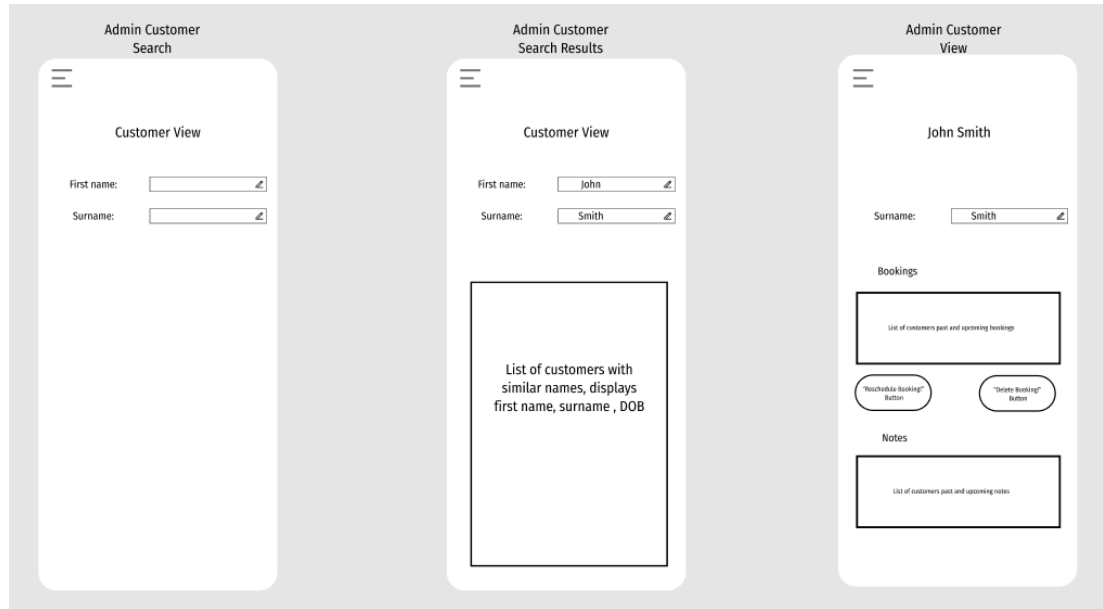 Admin Customer
Search
Customer View
First name:
Surname:
Admin Customer
Search Results
Customer View
First name: John
Surname: Smith
List of customers with
similar names, displays
first name, surname , DOB
Admin Customer
View
John Smith
Surname: Smith
Bookings
List of customers past and upcoming bookings
"Reschedule Booking!"
Button
"Delete Booking!"
Button
Notes
List of customers past and upcoming notes